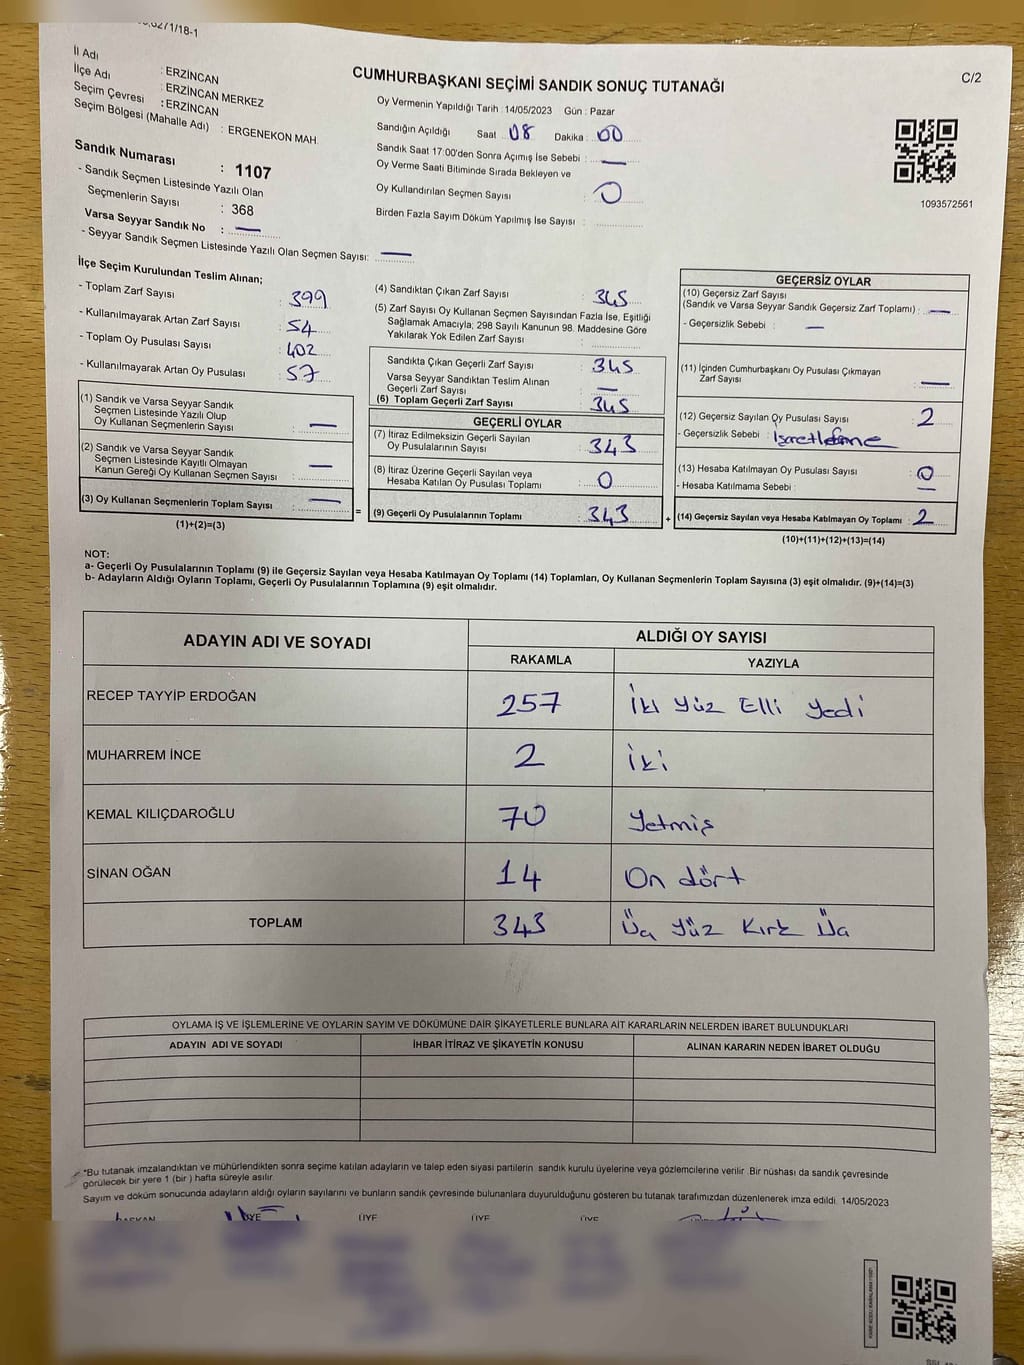 0271/18-1
C/2
İl Adı : ERZİNCAN
İlçe Adı : ERZİNCAN MERKEZ
Seçim Çevresi : ERZİNCAN
Seçim Bölgesi (Mahalle Adı) : ERGENEKON MAH.
CUMHURBAŞKANI SEÇİMİ SANDIK SONUÇ TUTANAĞI
Oy Vermenin Yapıldığı Tarih : 14/05/2023 Gün : Pazar
Sandığın Açıldığı Saat : 08 Dakika : 00
Sandık Saat 17:00'den Sonra Açımış İse Sebebi : —
Oy Verme Saati Bitiminde Sırada Bekleyen ve
Oy Kullandırılan Seçmen Sayısı : 0
Birden Fazla Sayım Döküm Yapılmış İse Sayısı :
1093572561
Sandık Numarası : 1107
- Sandık Seçmen Listesinde Yazılı Olan
Seçmenlerin Sayısı : 368
Varsa Seyyar Sandık No : —
- Seyyar Sandık Seçmen Listesinde Yazılı Olan Seçmen Sayısı: —
İlçe Seçim Kurulundan Teslim Alınan;
- Toplam Zarf Sayısı : 399
- Kullanılmayarak Artan Zarf Sayısı : 54
- Toplam Oy Pusulası Sayısı : 402
- Kullanılmayarak Artan Oy Pusulası : 57
(1) Sandık ve Varsa Seyyar Sandık
Seçmen Listesinde Yazılı Olup
Oy Kullanan Seçmenlerin Sayısı : —
(2) Sandık ve Varsa Seyyar Sandık
Seçmen Listesinde Kayıtlı Olmayan
Kanun Gereği Oy Kullanan Seçmen Sayısı : —
(3) Oy Kullanan Seçmenlerin Toplam Sayısı : —
(1)+(2)=(3)
(4) Sandıktan Çıkan Zarf Sayısı : 345
(5) Zarf Sayısı Oy Kullanan Seçmen Sayısından Fazla İse, Eşitliği
Sağlamak Amacıyla; 298 Sayılı Kanunun 98. Maddesine Göre
Yakılarak Yok Edilen Zarf Sayısı :
Sandıkta Çıkan Geçerli Zarf Sayısı : 345
Varsa Seyyar Sandıktan Teslim Alınan
Geçerli Zarf Sayısı : —
(6) Toplam Geçerli Zarf Sayısı : 345
GEÇERLİ OYLAR
(7) İtiraz Edilmeksizin Geçerli Sayılan
Oy Pusulalarının Sayısı : 343
(8) İtiraz Üzerine Geçerli Sayılan veya
Hesaba Katılan Oy Pusulası Toplamı : 0
= (9) Geçerli Oy Pusulalarının Toplamı : 343
GEÇERSİZ OYLAR
(10) Geçersiz Zarf Sayısı
(Sandık ve Varsa Seyyar Sandık Geçersiz Zarf Toplamı) : —
- Geçersizlik Sebebi : —
(11) İçinden Cumhurbaşkanı Oy Pusulası Çıkmayan
Zarf Sayısı : —
(12) Geçersiz Sayılan Oy Pusulası Sayısı : 2
- Geçersizlik Sebebi : İşaretleme
(13) Hesaba Katılmayan Oy Pusulası Sayısı : 0
- Hesaba Katılmama Sebebi : —
+ (14) Geçersiz Sayılan veya Hesaba Katılmayan Oy Toplamı : 2
(10)+(11)+(12)+(13)=(14)
NOT:
a- Geçerli Oy Pusulalarının Toplamı (9) ile Geçersiz Sayılan veya Hesaba Katılmayan Oy Toplamı (14) Toplamları, Oy Kullanan Seçmenlerin Toplam Sayısına (3) eşit olmalıdır. (9)+(14)=(3)
b- Adayların Aldığı Oyların Toplamı, Geçerli Oy Pusulalarının Toplamına (9) eşit olmalıdır.
ADAYIN ADI VE SOYADI ALDIĞI OY SAYISI
RAKAMLA YAZIYLA
RECEP TAYYİP ERDOĞAN 257 İki yüz Elli yedi
MUHARREM İNCE 2 İki
KEMAL KILIÇDAROĞLU 70 Yetmiş
SİNAN OĞAN 14 On dört
TOPLAM 343 Üç yüz Kırk Üç
OYLAMA İŞ VE İŞLEMLERİNE VE OYLARIN SAYIM VE DÖKÜMÜNE DAİR ŞİKAYETLERLE BUNLARA AİT KARARLARIN NELERDEN İBARET BULUNDUKLARI
ADAYIN ADI VE SOYADI İHBAR İTİRAZ VE ŞİKAYETİN KONUSU ALINAN KARARIN NEDEN İBARET OLDUĞU
*Bu tutanak imzalandıktan ve mühürlendikten sonra seçime katılan adayların ve talep eden siyasi partilerin sandık kurulu üyelerine veya gözlemcilerine verilir. Bir nüshası da sandık çevresinde
görülecek bir yere 1 (bir) hafta süreyle asılır.
Sayım ve döküm sonucunda adayların aldığı oyların sayılarını ve bunların sandık çevresinde bulunanlara duyurulduğunu gösteren bu tutanak tarafımızdan düzenlenerek imza edildi. 14/05/2023
BAŞKAN ÜYE ÜYE ÜYE ÜYE